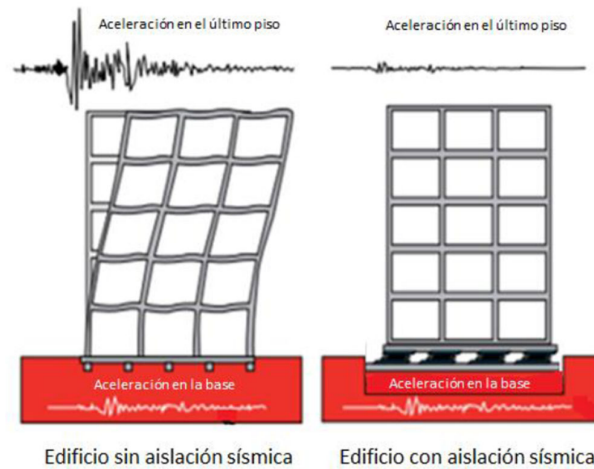 Aceleración en el último piso
Aceleración en el último piso
Aceleración en la base
Aceleración en la base
Edificio sin aislación sísmica
Edificio con aislación sísmica